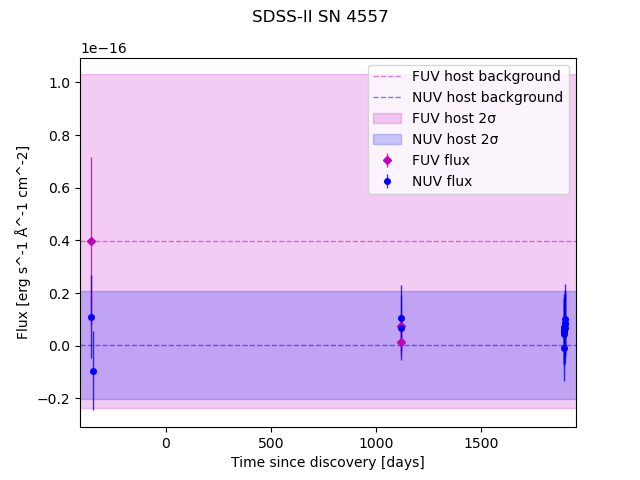 SDSS-II SN 4557
1e−16
FUV host background
NUV host background
FUV host 2σ
NUV host 2σ
FUV flux
NUV flux
Flux [erg s^-1 Å^-1 cm^-2]
1.0
0.8
0.6
0.4
0.2
0.0
−0.2
0 500 1000 1500
Time since discovery [days]